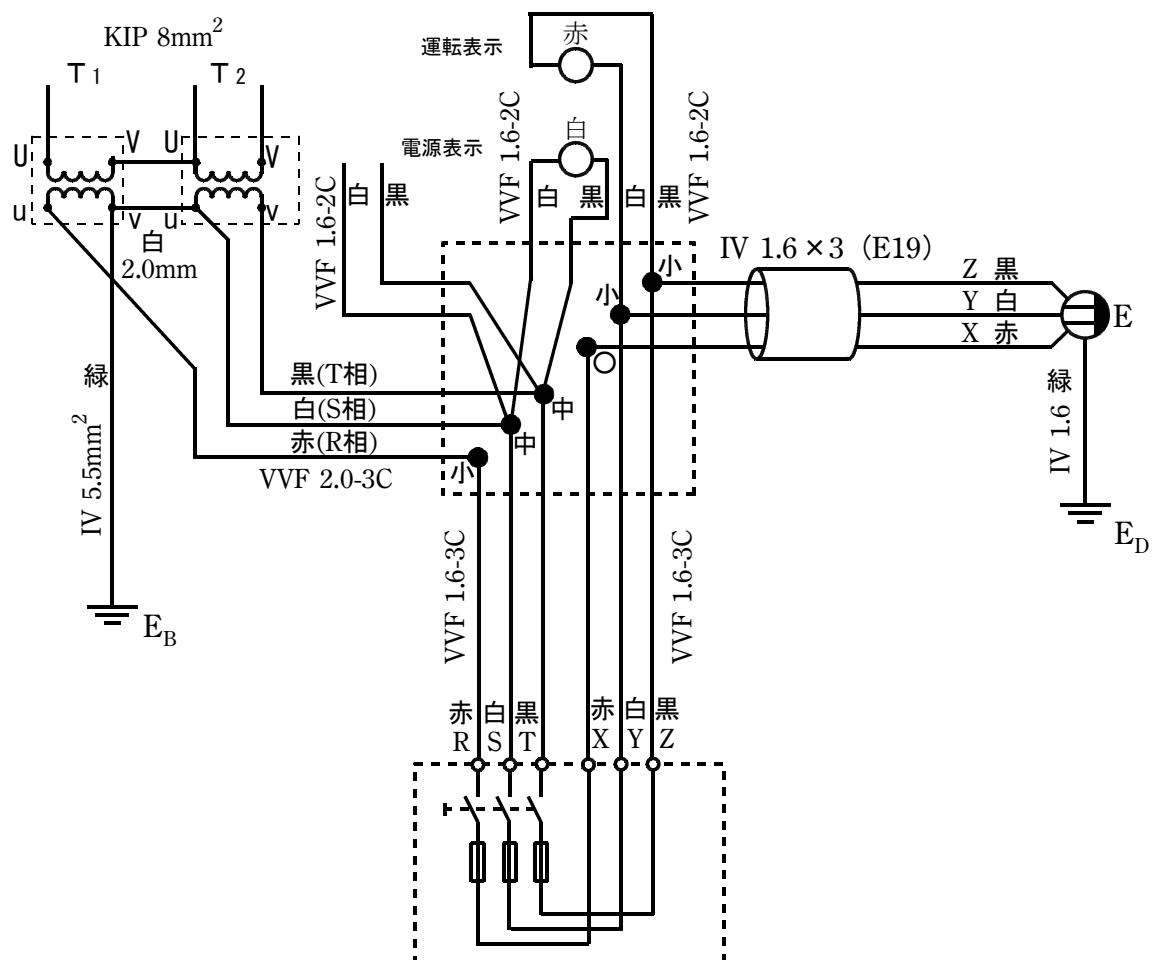 KIP 8mm²
T1 T2
運転表示
赤
U V U V
u v u v
電源表示
白
VVF 1.6-2C
VVF 1.6-2C
VVF 1.6-2C
白 黒
白 黒 白 黒
白
2.0mm
IV 1.6×3 (E19)
小
小
Z 黒
Y 白
X 赤
E
緑
IV 5.5mm²
黒(T相)
白(S相)
赤(R相)
VVF 2.0-3C
中
中
小
緑
IV 1.6
E_D
E_B
VVF 1.6-3C
VVF 1.6-3C
赤 白 黒 赤 白 黒
R S T X Y Z